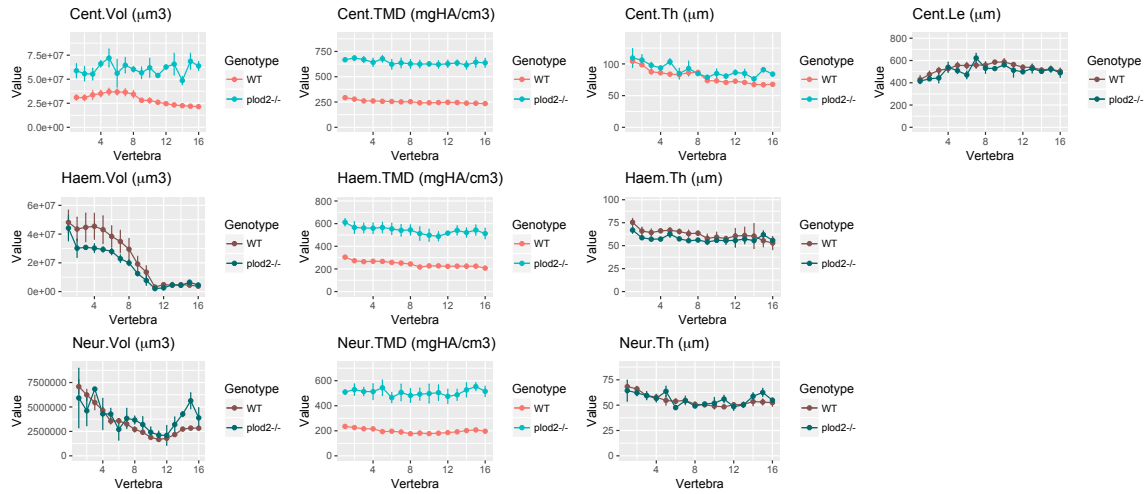 Cent.Vol (μm3)
Value
7.5e+07
5.0e+07
2.5e+07
0.0e+00
4 8 12 16
Vertebra
Genotype
WT
plod2-/-
Cent.TMD (mgHA/cm3)
Value
750
500
250
0
4 8 12 16
Vertebra
Genotype
WT
plod2-/-
Cent.Th (μm)
Value
100
50
0
4 8 12 16
Vertebra
Genotype
WT
plod2-/-
Cent.Le (μm)
Value
800
600
400
200
0
4 8 12 16
Vertebra
Genotype
WT
plod2-/-
Haem.Vol (μm3)
Value
6e+07
4e+07
2e+07
0e+00
4 8 12 16
Vertebra
Genotype
WT
plod2-/-
Haem.TMD (mgHA/cm3)
Value
800
600
400
200
0
4 8 12 16
Vertebra
Genotype
WT
plod2-/-
Haem.Th (μm)
Value
100
75
50
25
0
4 8 12 16
Vertebra
Genotype
WT
plod2-/-
Neur.Vol (μm3)
Value
7500000
5000000
2500000
0
4 8 12 16
Vertebra
Genotype
WT
plod2-/-
Neur.TMD (mgHA/cm3)
Value
600
400
200
0
4 8 12 16
Vertebra
Genotype
WT
plod2-/-
Neur.Th (μm)
Value
75
50
25
0
4 8 12 16
Vertebra
Genotype
WT
plod2-/-